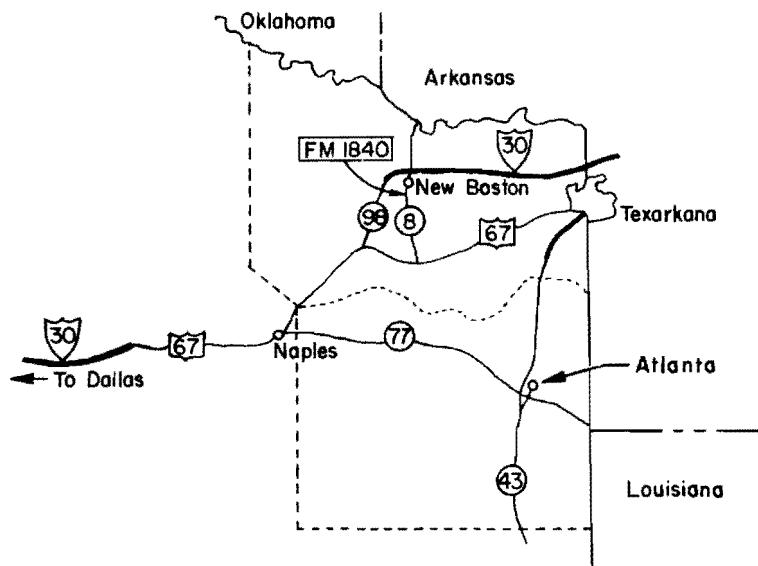 Oklahoma
Arkansas
FM 1840
30
New Boston
98
8
67
Texarkana
30
67
Naples
77
To Dallas
Atlanta
43
Louisiana